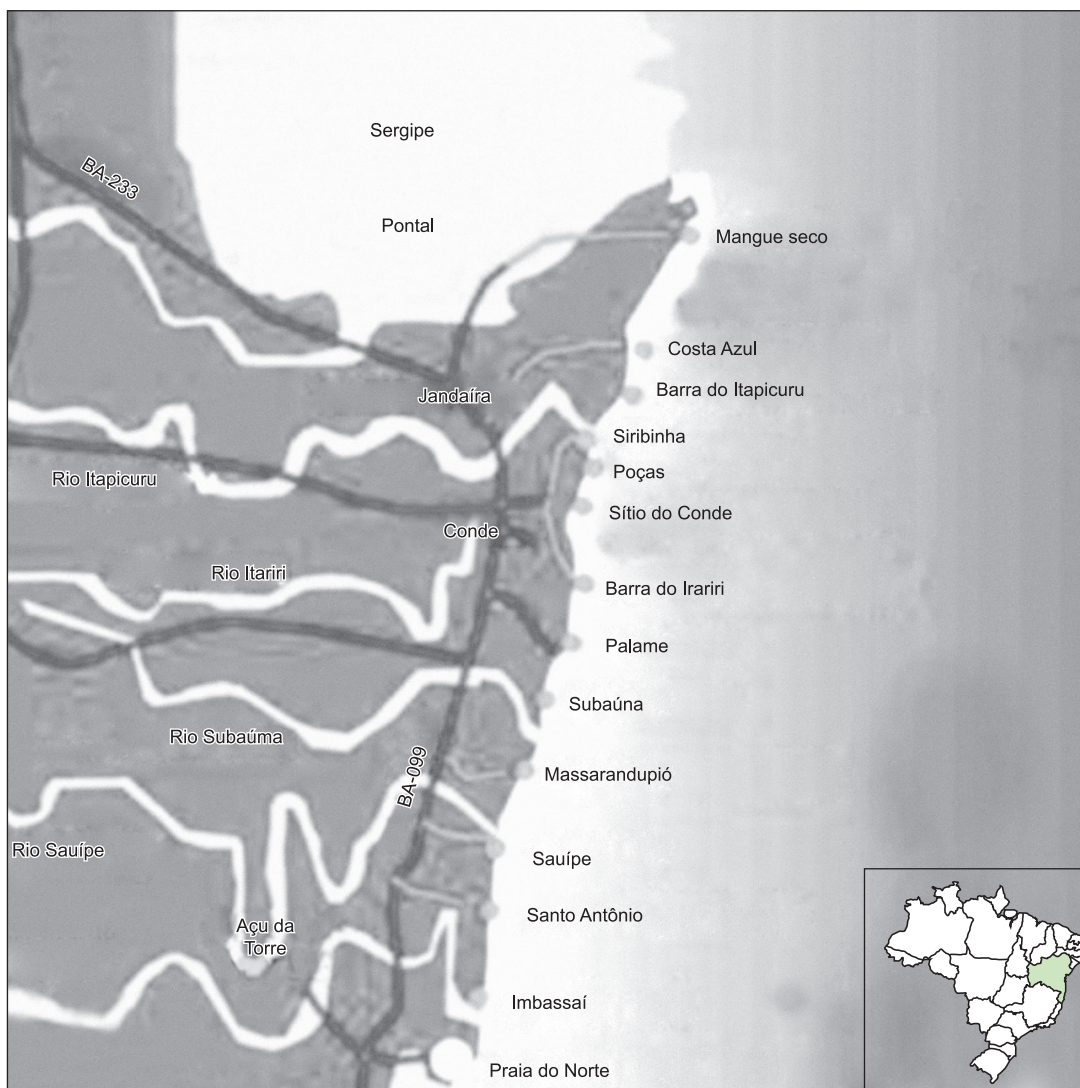 Sergipe
BA-233
Pontal
Mangue seco
Costa Azul
Jandaíra
Barra do Itapicuru
Siribinha
Poças
Rio Itapicuru
Sítio do Conde
Conde
Rio Itariri
Barra do Irariri
Palame
Subaúna
Rio Subaúma
BA-099
Massarandupió
Rio Sauípe
Sauípe
Açu da
Torre
Santo Antônio
Imbassaí
Praia do Norte